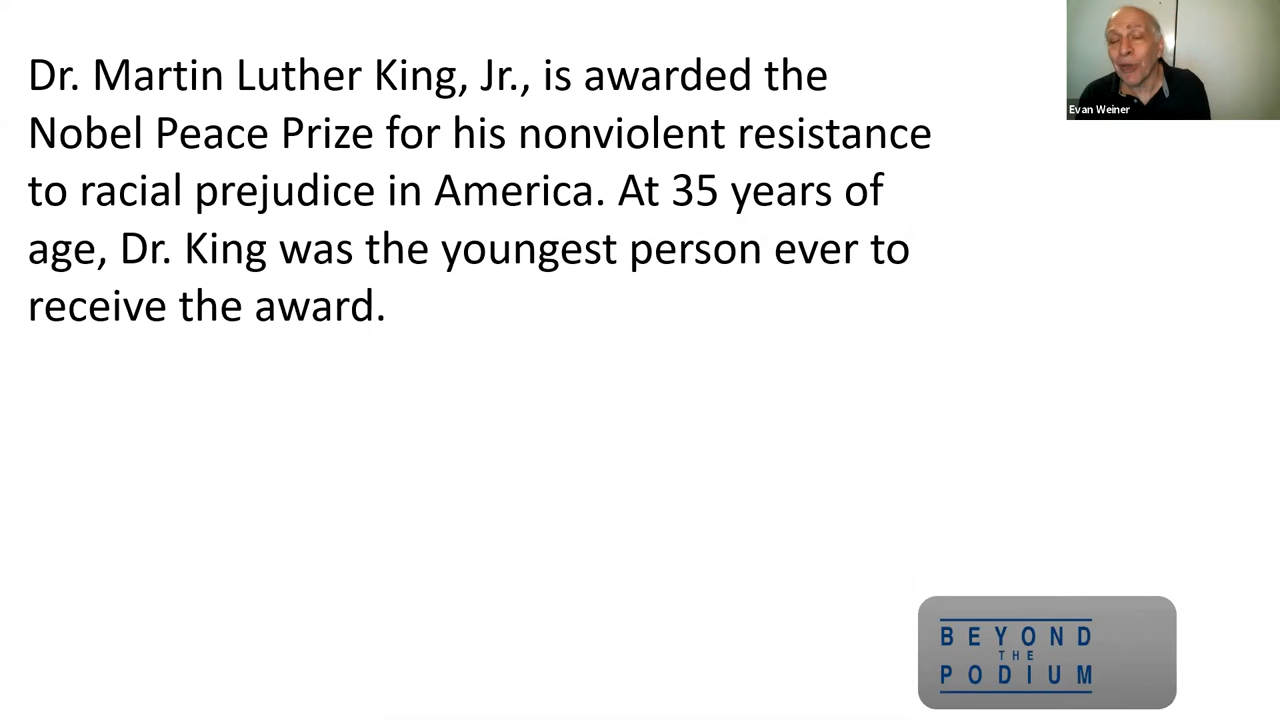 Dr. Martin Luther King, Jr., is awarded the
Nobel Peace Prize for his nonviolent resistance
to racial prejudice in America. At 35 years of
age, Dr. King was the youngest person ever to
receive the award.
Evan Weiner
BEYOND
THE
PODIUM